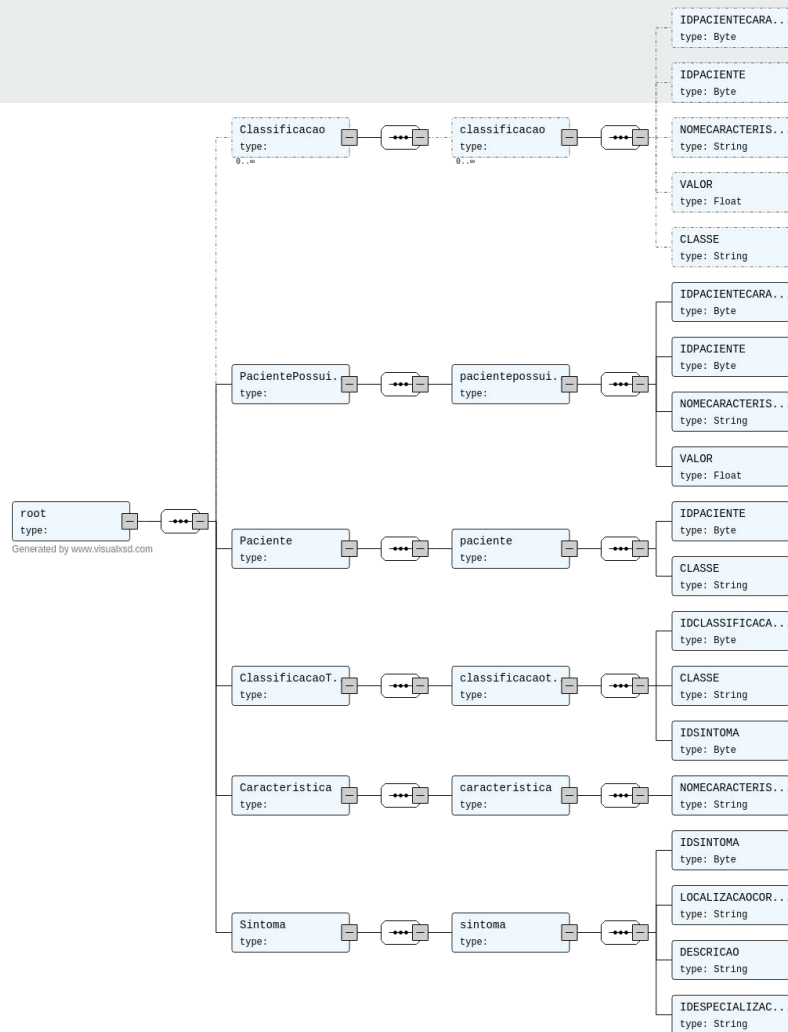 IDPACIENTECARA...
type: Byte
IDPACIENTE
type: Byte
Classificacao
type:
0..∞
classificacao
type:
0..∞
NOMECARACTERIS...
type: String
VALOR
type: Float
CLASSE
type: String
IDPACIENTECARA...
type: Byte
PacientePossui.
type:
pacientepossui.
type:
IDPACIENTE
type: Byte
NOMECARACTERIS...
type: String
VALOR
type: Float
root
type:
Generated by www.visualxsd.com
Paciente
type:
paciente
type:
IDPACIENTE
type: Byte
CLASSE
type: String
IDCLASSIFICACA...
type: Byte
ClassificacaoT.
type:
classificacaot.
type:
CLASSE
type: String
IDSINTOMA
type: Byte
Caracteristica
type:
caracteristica
type:
NOMECARACTERIS...
type: String
IDSINTOMA
type: Byte
Sintoma
type:
sintoma
type:
LOCALIZACAOCOR...
type: String
DESCRICAO
type: String
IDESPECIALIZAC...
type: String